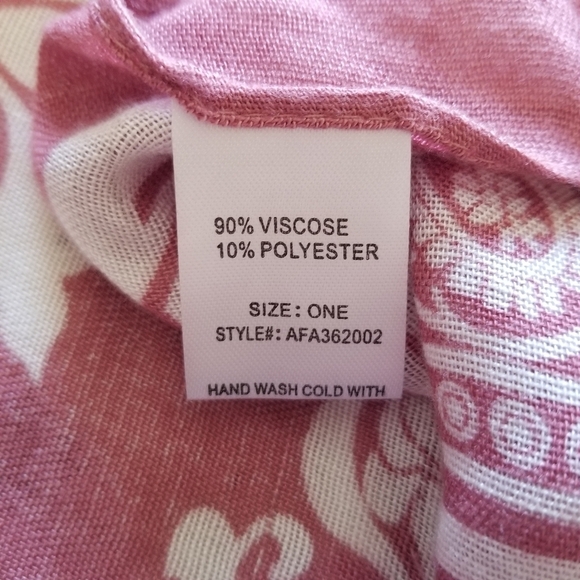 90% VISCOSE
10% POLYESTER
SIZE: ONE
STYLE#: AFA362002
HAND WASH COLD WITH